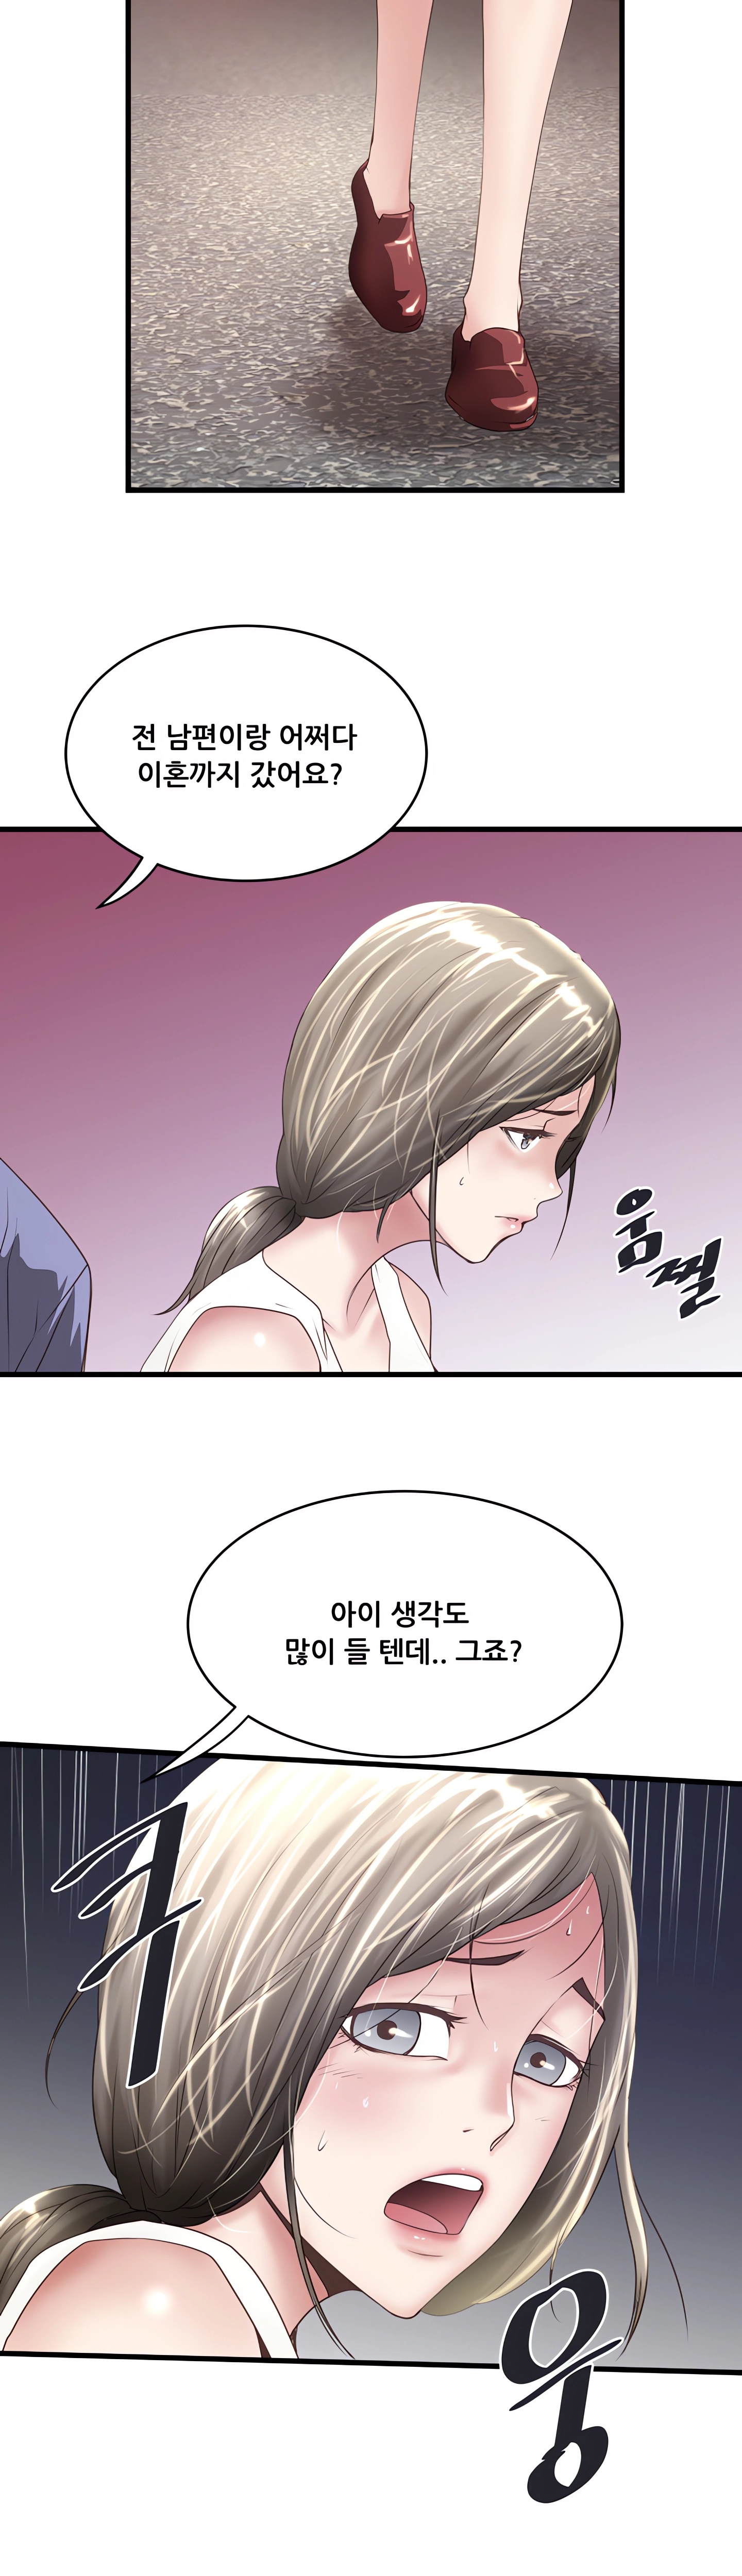 전 남편이랑 어쩌다
이혼까지 갔어요?
움찔
아이 생각도
많이 들 텐데.. 그죠?
쿠
웅